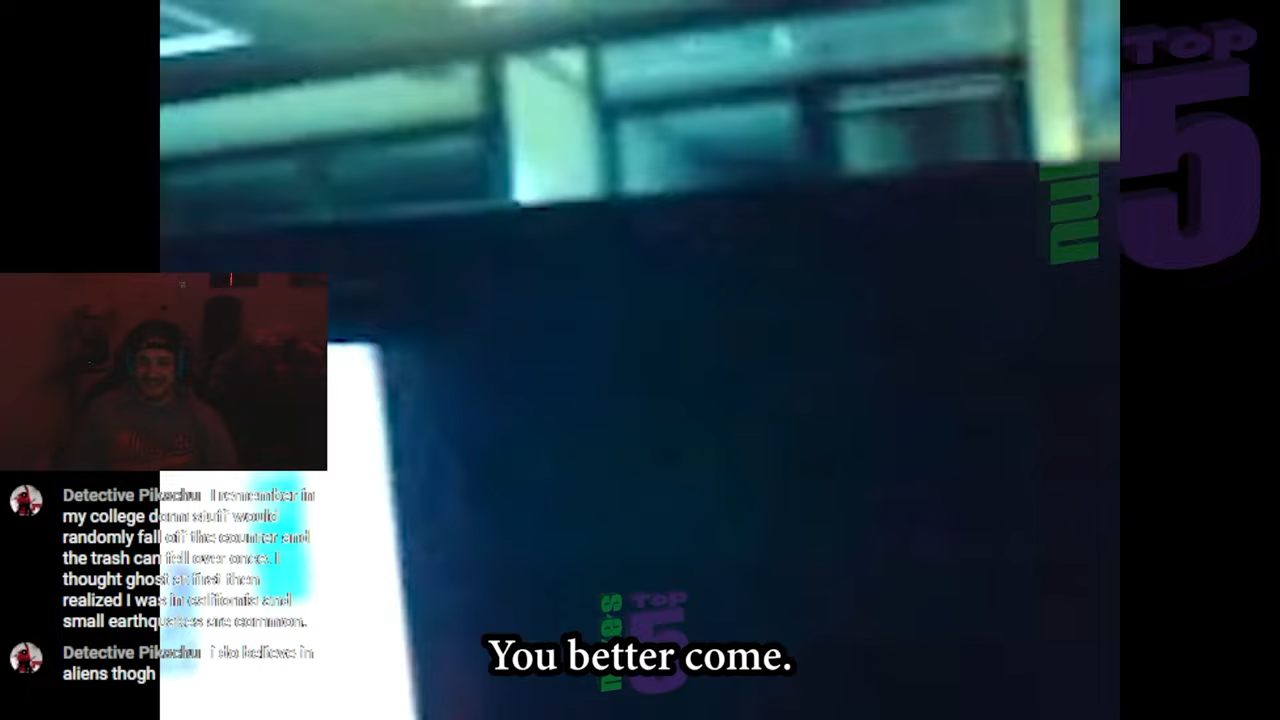 TOP
5
nu
Detective Pikachu I remember in
my college dorm stuff would
randomly fall off the counter and
the trash can fell over once. I
thought ghost at first then
realized I was in california and
small earthquakes are common.
Detective Pikachu i do believe in
aliens thogh
TOP
5
You better come.